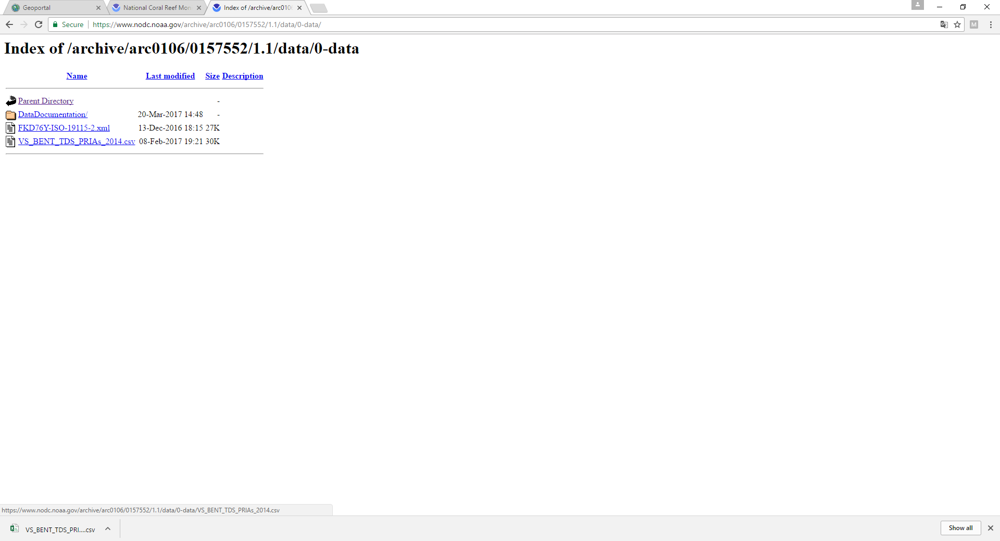 Geoportal
National Coral Reef Mon
Index of /archive/arc010
Secure https://www.nodc.noaa.gov/archive/arc0106/0157552/1.1/data/0-data/
M
Index of /archive/arc0106/0157552/1.1/data/0-data
Name Last modified Size Description
Parent Directory -
DataDocumentation/ 20-Mar-2017 14:48 -
FKD76Y-ISO-19115-2.xml 13-Dec-2016 18:15 27K
VS_BENT_TDS_PRIAs_2014.csv 08-Feb-2017 19:21 30K
https://www.nodc.noaa.gov/archive/arc0106/0157552/1.1/data/0-data/VS_BENT_TDS_PRIAs_2014.csv
VS_BENT_TDS_PRI....csv
Show all